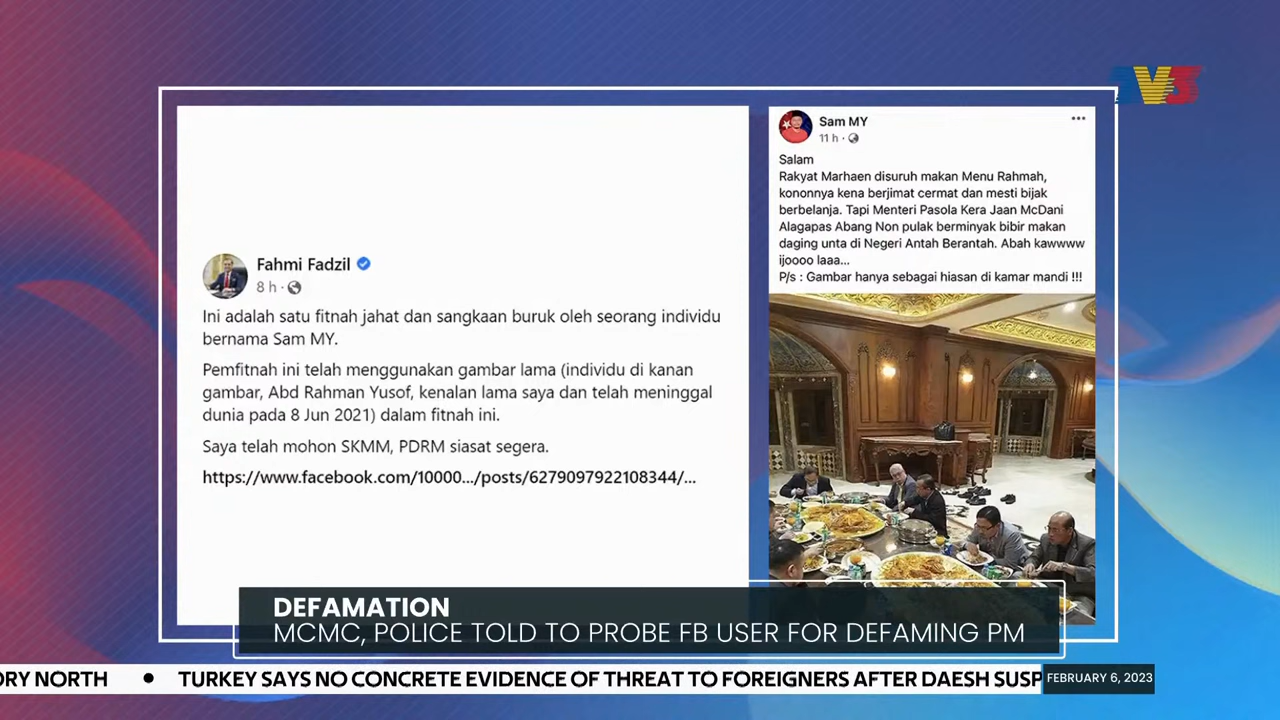 TV3
Fahmi Fadzil
8 h ·
Ini adalah satu fitnah jahat dan sangkaan buruk oleh seorang individu
bernama Sam MY.
Pemfitnah ini telah menggunakan gambar lama (individu di kanan
gambar, Abd Rahman Yusof, kenalan lama saya dan telah meninggal
dunia pada 8 Jun 2021) dalam fitnah ini.
Saya telah mohon SKMM, PDRM siasat segera.
https://www.facebook.com/10000.../posts/6279097922108344/...
Sam MY
11 h ·
Salam
Rakyat Marhaen disuruh makan Menu Rahmah,
kononnya kena berjimat cermat dan mesti bijak
berbelanja. Tapi Menteri Pasola Kera Jaan McDani
Alagapas Abang Non pulak berminyak bibir makan
daging unta di Negeri Antah Berantah. Abah kawwww
ijoooo laaa...
P/s : Gambar hanya sebagai hiasan di kamar mandi !!!
DEFAMATION
MCMC, POLICE TOLD TO PROBE FB USER FOR DEFAMING PM
ORY NORTH • TURKEY SAYS NO CONCRETE EVIDENCE OF THREAT TO FOREIGNERS AFTER DAESH SUSP
FEBRUARY 6, 2023